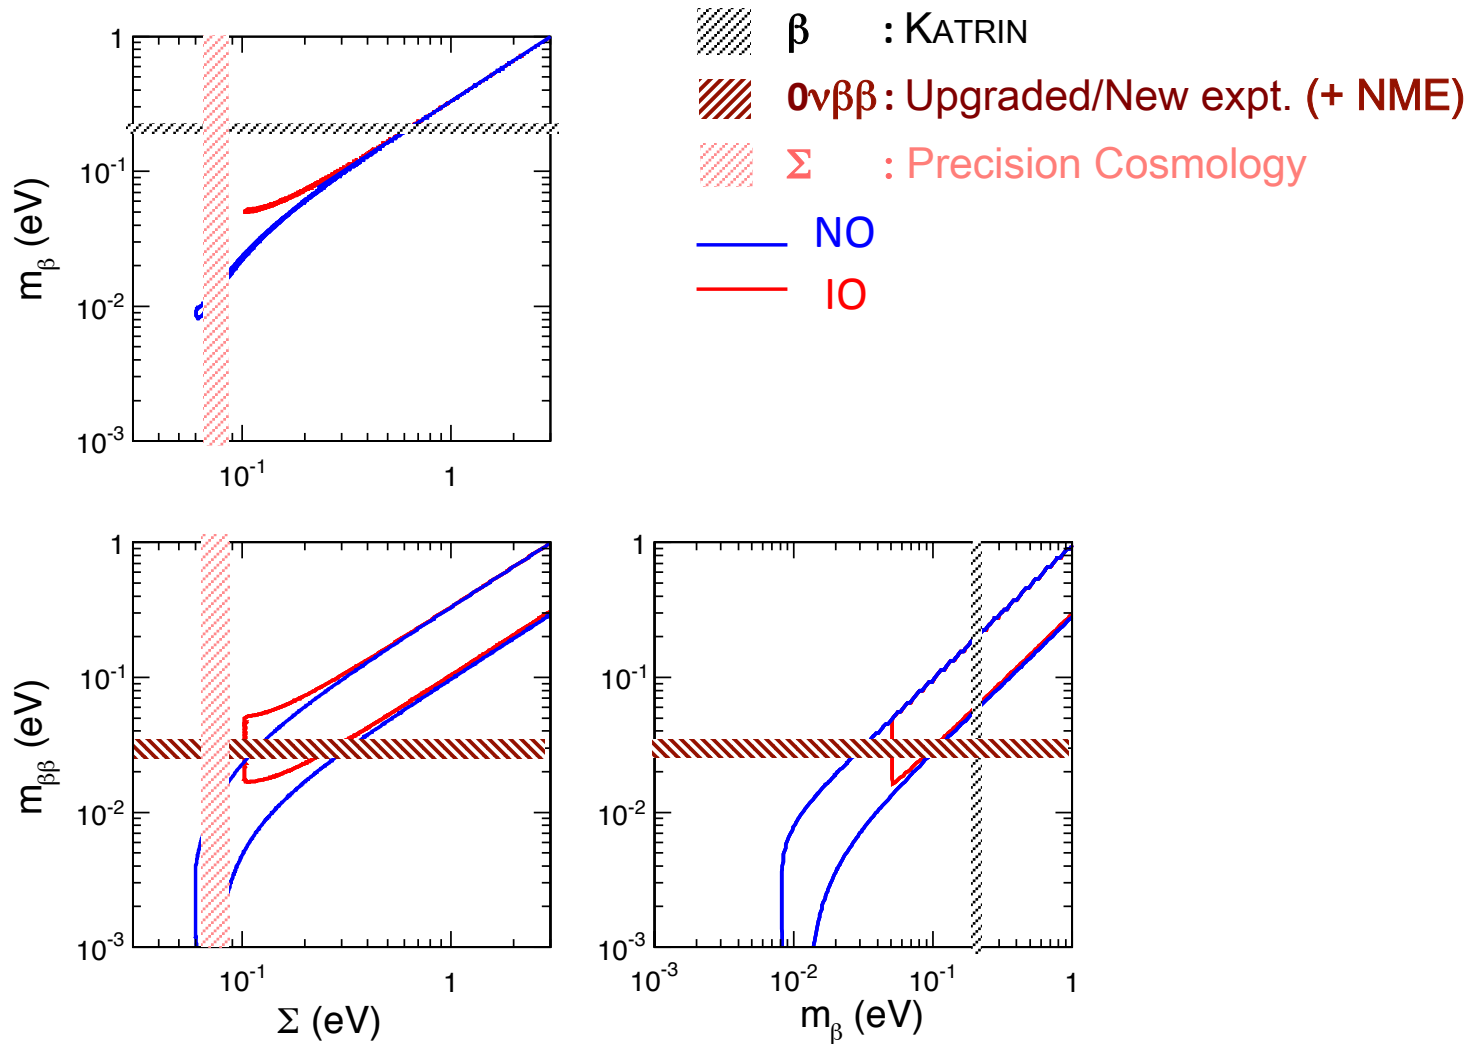 β : KATRIN
0νββ : Upgraded/New expt. (+ NME)
Σ : Precision Cosmology
NO
IO
1
10⁻¹
10⁻²
10⁻³
m_β (eV)
10⁻¹ 1
1
10⁻¹
10⁻²
10⁻³
m_ββ (eV)
10⁻¹ 1
Σ (eV)
1
10⁻¹
10⁻²
10⁻³
10⁻³ 10⁻² 10⁻¹ 1
m_β (eV)